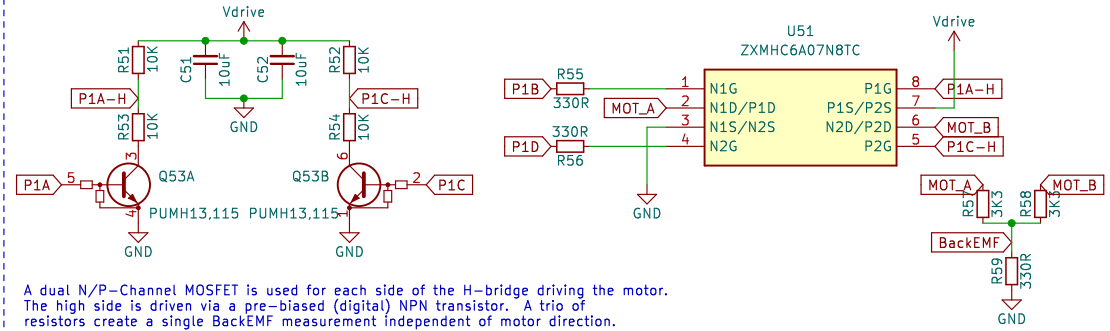 Vdrive
R51
10K
C51
10uF
C52
10uF
R52
10K
P1A-H
P1C-H
GND
R53
10K
R54
10K
3
6
P1A
5
Q53A
Q53B
2
P1C
4
PUMH13,115
PUMH13,115
1
GND
GND
U51
ZXMHC6A07N8TC
Vdrive
P1B
R55
330R
1
N1G
P1G
8
P1A-H
MOT_A
2
N1D/P1D
P1S/P2S
7
3
N1S/N2S
N2D/P2D
6
MOT_B
P1D
330R
R56
4
N2G
P2G
5
P1C-H
GND
MOT_A
MOT_B
R57
3K3
R58
3K3
BackEMF
R59
330R
GND
A dual N/P-Channel MOSFET is used for each side of the H-bridge driving the motor.
The high side is driven via a pre-biased (digital) NPN transistor.  A trio of
resistors create a single BackEMF measurement independent of motor direction.